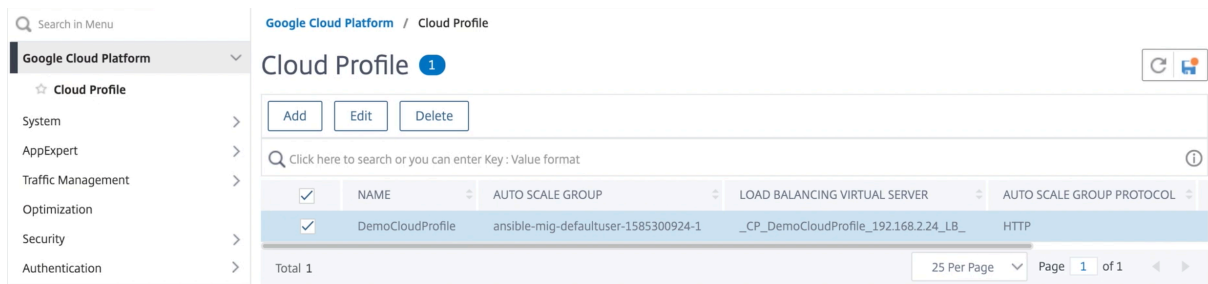 Search in Menu
Google Cloud Platform
Cloud Profile
System
AppExpert
Traffic Management
Optimization
Security
Authentication
Google Cloud Platform / Cloud Profile
Cloud Profile 1
Add Edit Delete
Click here to search or you can enter Key : Value format
NAME AUTO SCALE GROUP LOAD BALANCING VIRTUAL SERVER AUTO SCALE GROUP PROTOCOL
DemoCloudProfile ansible-mig-defaultuser-1585300924-1 _CP_DemoCloudProfile_192.168.2.24_LB_ HTTP
Total 1 25 Per Page Page 1 of 1